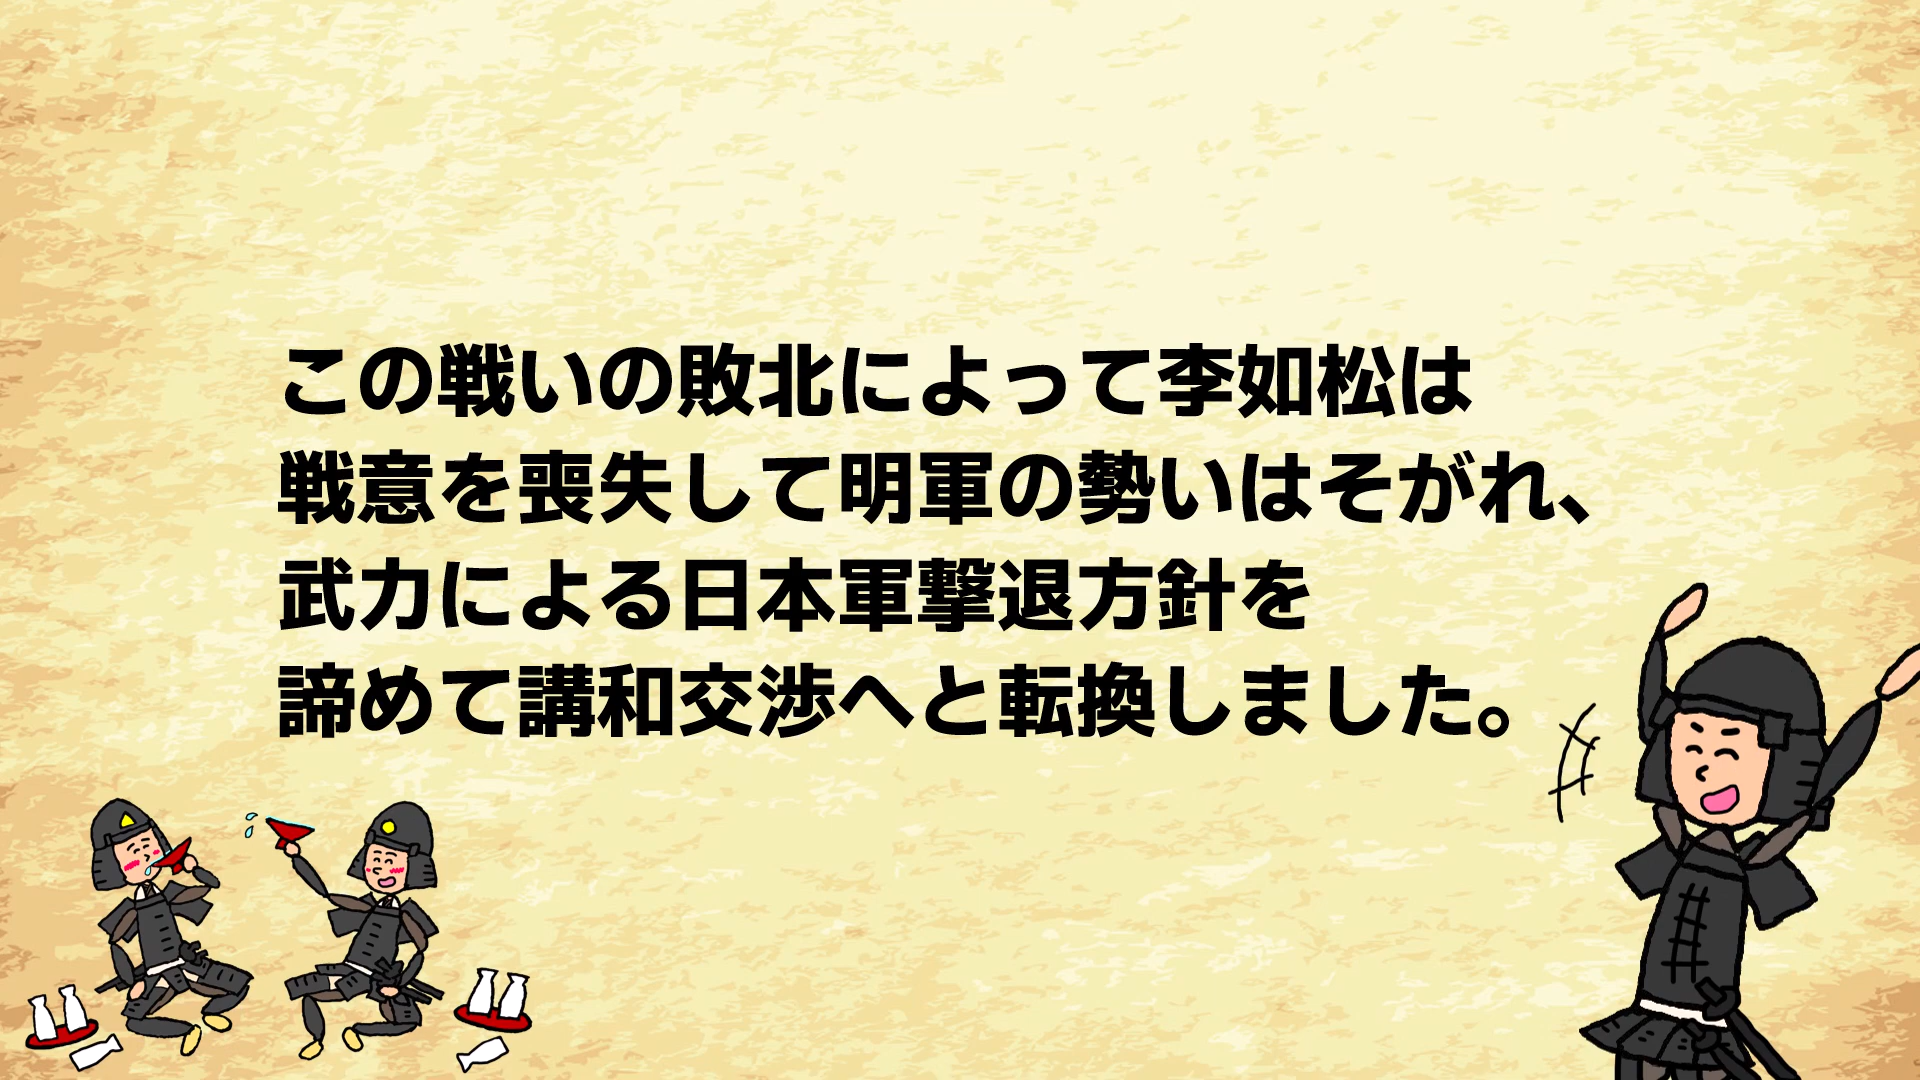 この戦いの敗北によって李如松は
戦意を喪失して明軍の勢いはそがれ、
武力による日本軍撃退方針を
諦めて講和交渉へと転換しました。